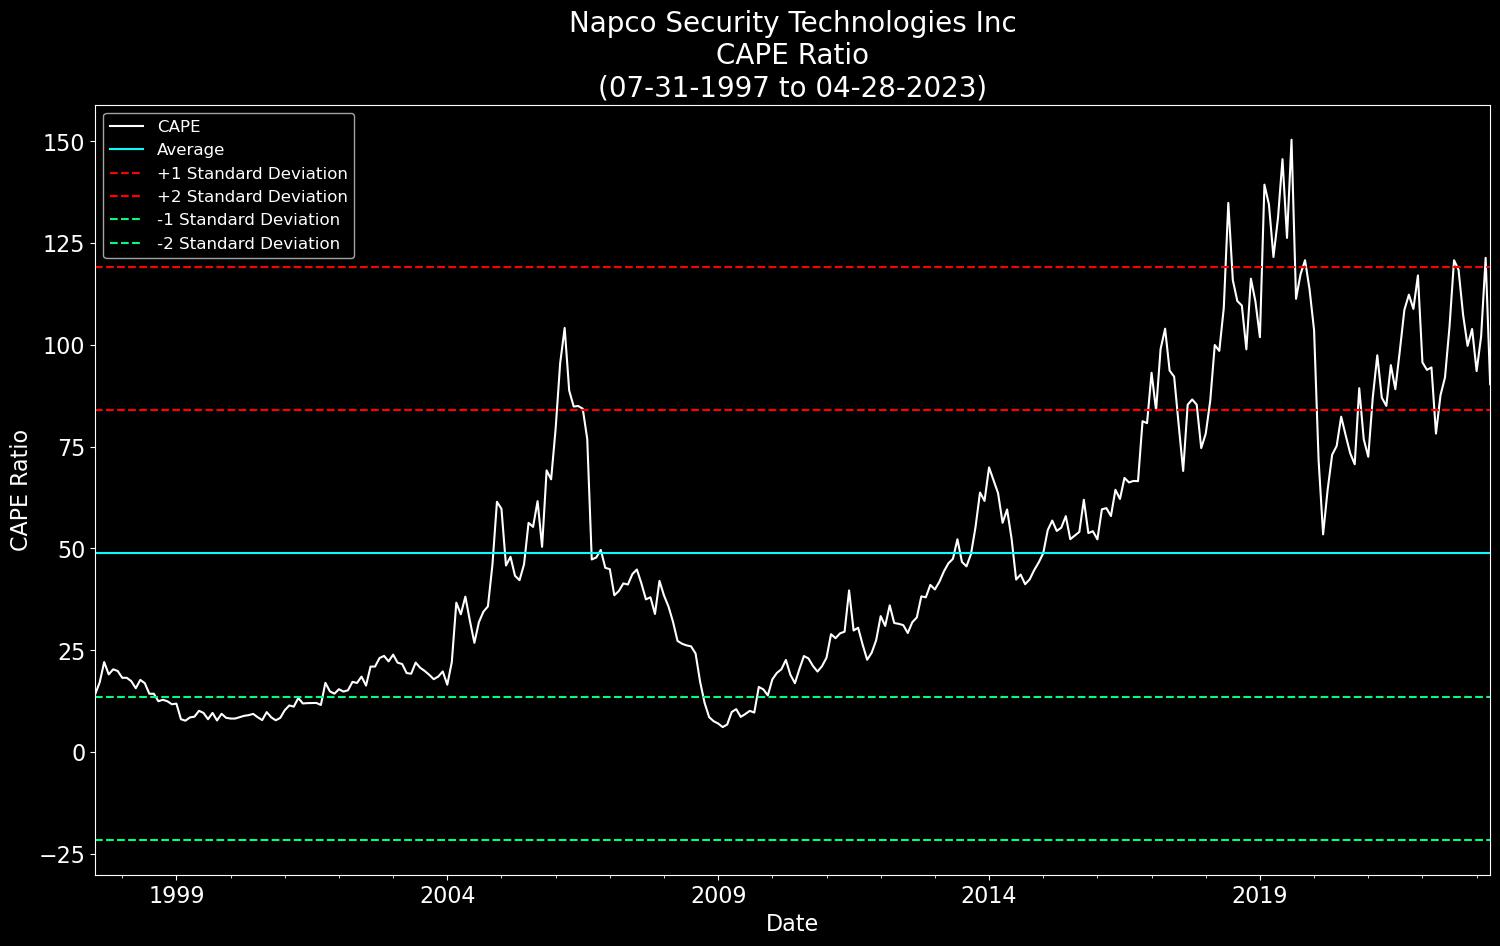 Napco Security Technologies Inc
CAPE Ratio
(07-31-1997 to 04-28-2023)
CAPE
Average
+1 Standard Deviation
+2 Standard Deviation
-1 Standard Deviation
-2 Standard Deviation
150
125
100
75
50
25
0
−25
CAPE Ratio
1999
2004
2009
2014
2019
Date